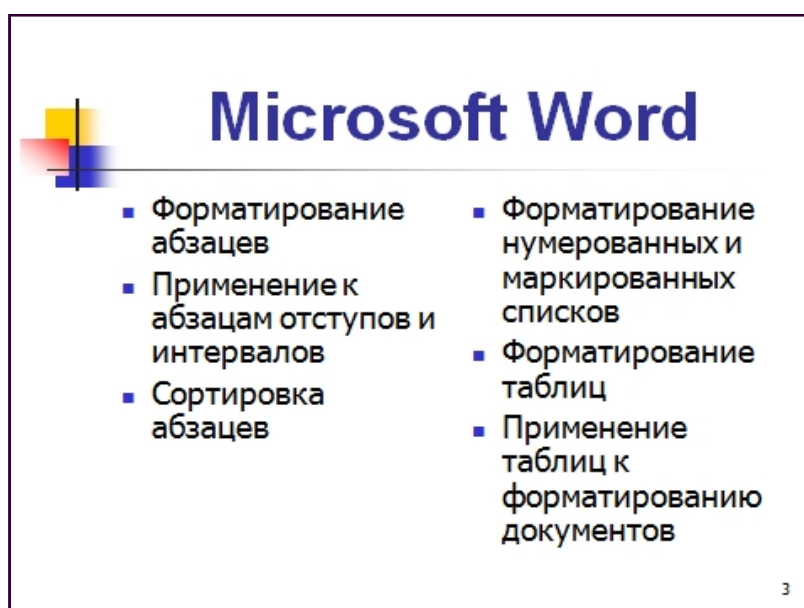 Microsoft Word
Форматирование
абзацев
Применение к
абзацам отступов и
интервалов
Сортировка
абзацев
Форматирование
нумерованных и
маркированных
списков
Форматирование
таблиц
Применение
таблиц к
форматированию
документов
3